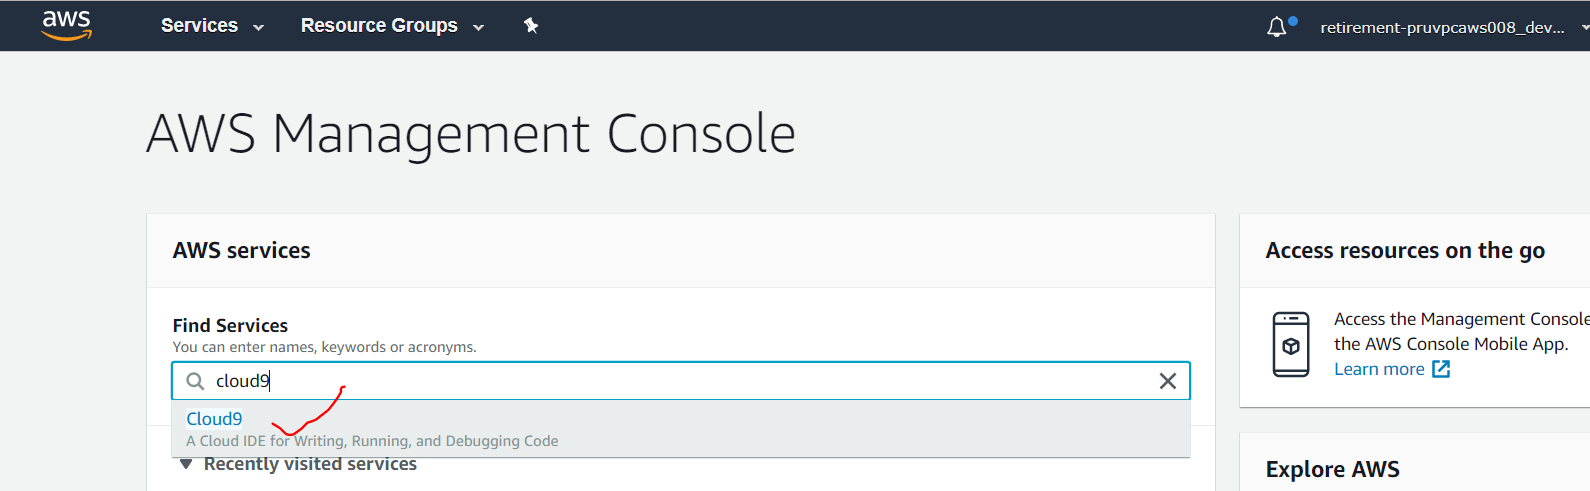 aws
Services
Resource Groups
retirement-pruvpcaws008_dev...
AWS Management Console
AWS services
Find Services
You can enter names, keywords or acronyms.
cloud9
Cloud9
A Cloud IDE for Writing, Running, and Debugging Code
Recently visited services
Access resources on the go
Access the Management Console
the AWS Console Mobile App.
Learn more
Explore AWS